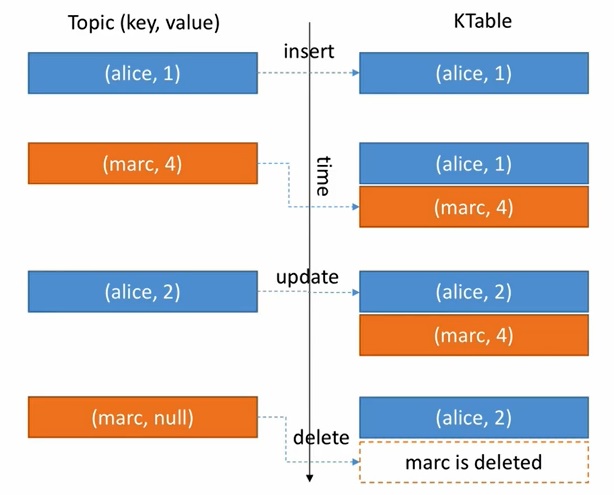 Topic (key, value)
KTable
insert
(alice, 1)
(alice, 1)
(marc, 4)
time
(alice, 1)
(marc, 4)
update
(alice, 2)
(alice, 2)
(marc, 4)
(marc, null)
(alice, 2)
delete
marc is deleted